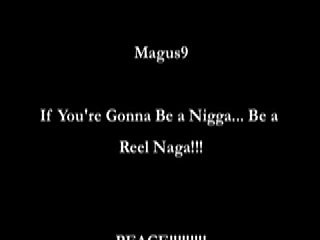 Magus9
If You're Gonna Be a Nigga... Be a
Reel Naga!!!
PEACE!!!!!!!!!!